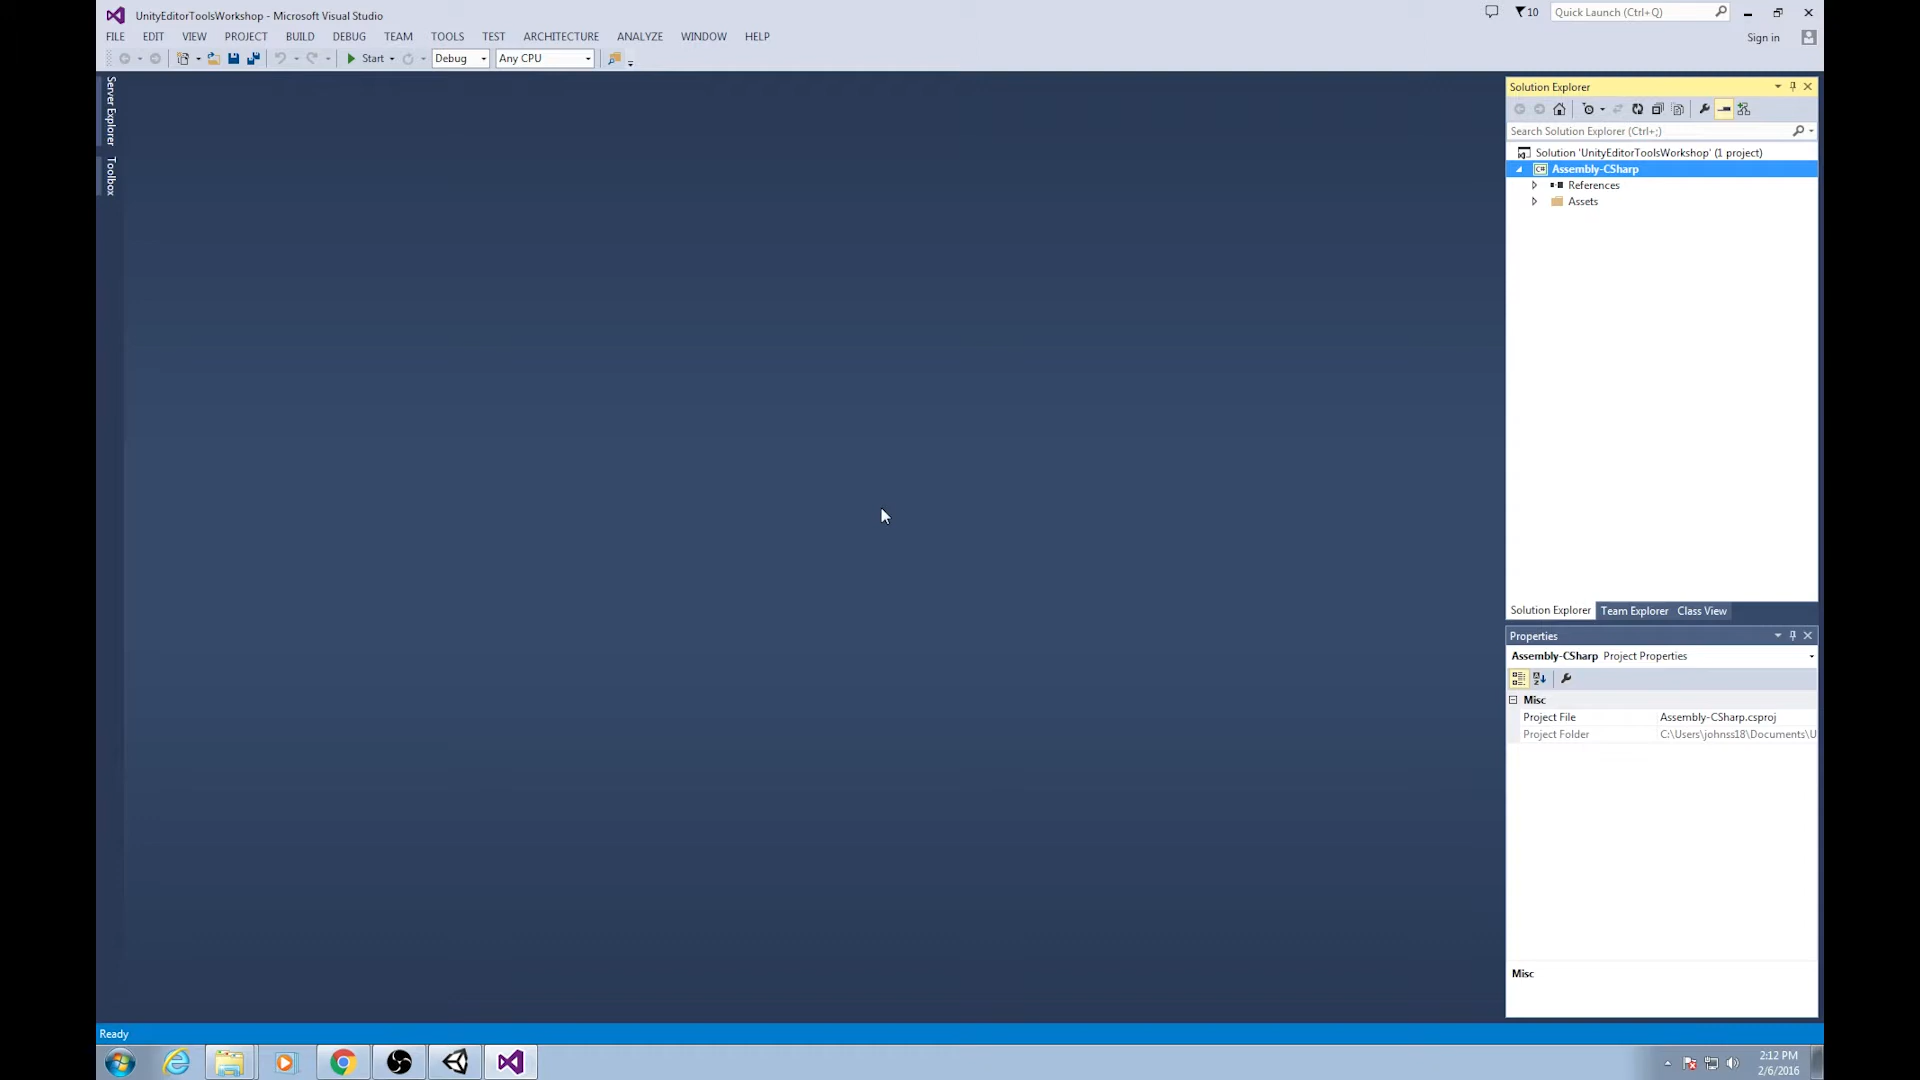 UnityEditorToolsWorkshop - Microsoft Visual Studio
10
Quick Launch (Ctrl+Q)
FILE EDIT VIEW PROJECT BUILD DEBUG TEAM TOOLS TEST ARCHITECTURE ANALYZE WINDOW HELP
Sign in
Start
Debug
Any CPU
Server Explorer
Toolbox
Solution Explorer
Search Solution Explorer (Ctrl+;)
Solution 'UnityEditorToolsWorkshop' (1 project)
Assembly-CSharp
References
Assets
Solution Explorer Team Explorer Class View
Properties
Assembly-CSharp Project Properties
Misc
Project File Assembly-CSharp.csproj
Project Folder C:\Users\johnss18\Documents\U
Misc
Ready
2:12 PM
2/6/2016